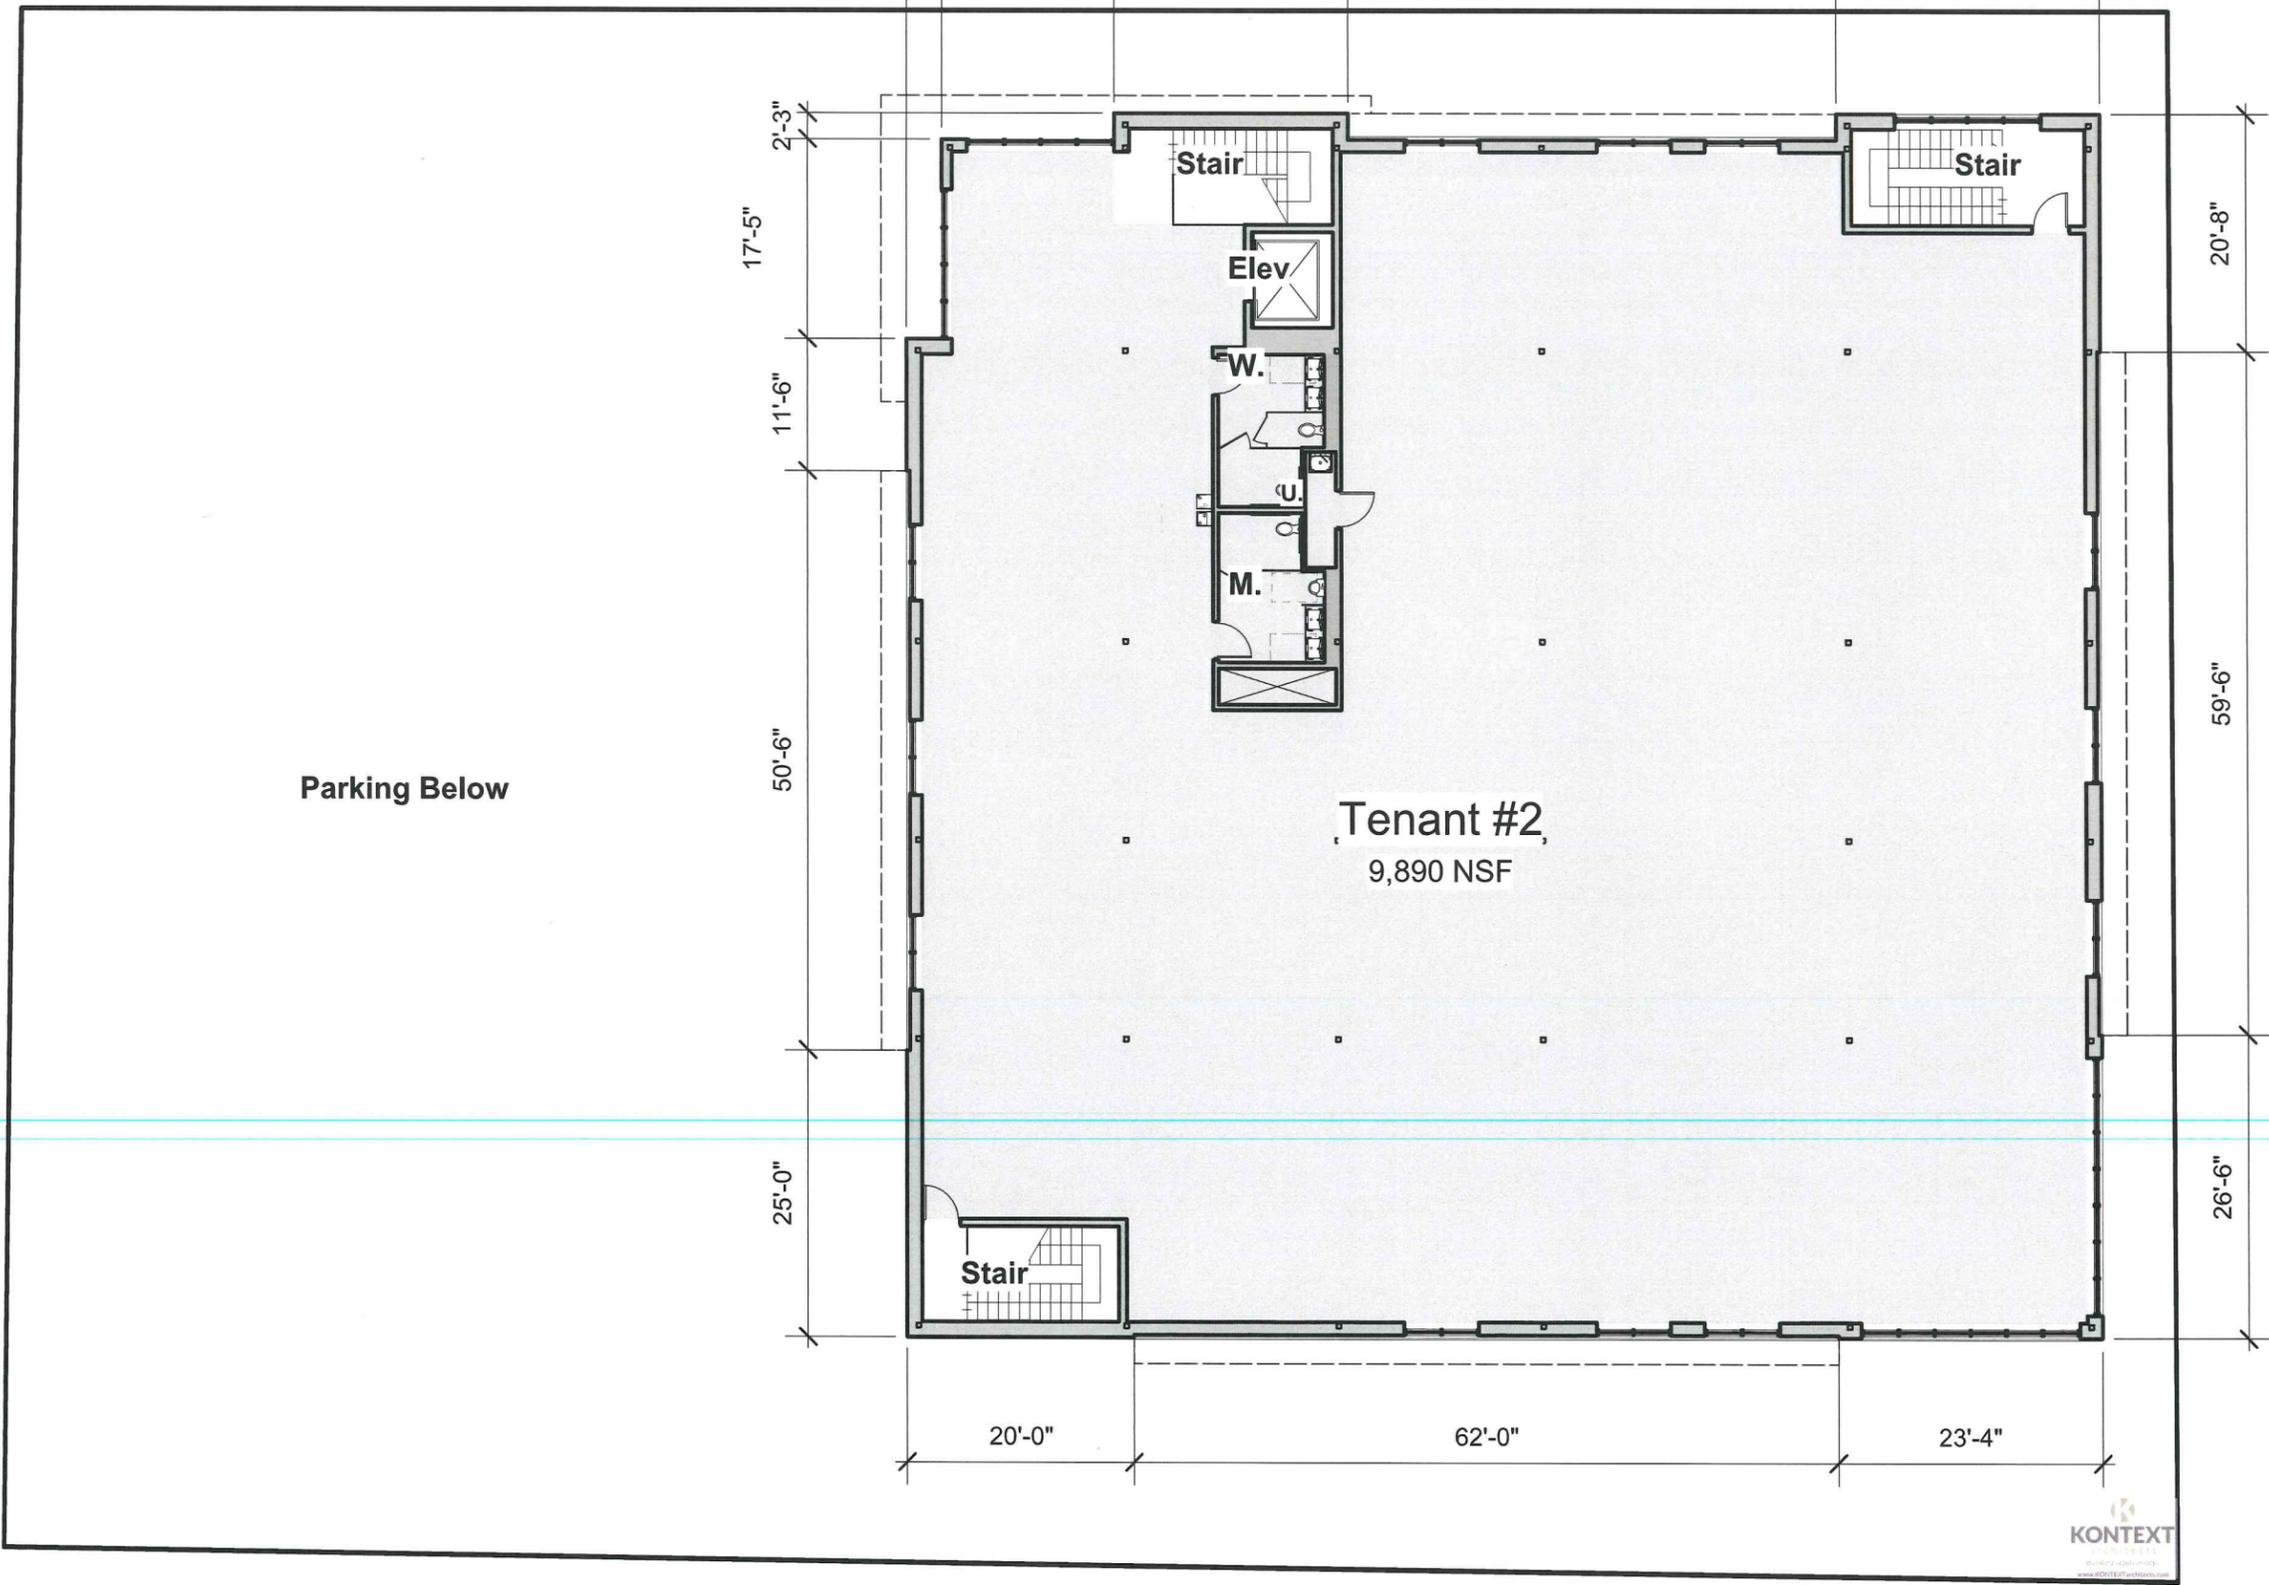 2'-3"
Stair
Stair
17'-5"
20'-8"
Elev
W.
11'-6"
U.
M.
59'-6"
50'-6"
Parking Below
Tenant #2
9,890 NSF
25'-0"
26'-6"
Stair
20'-0"
62'-0"
23'-4"
KONTEXT